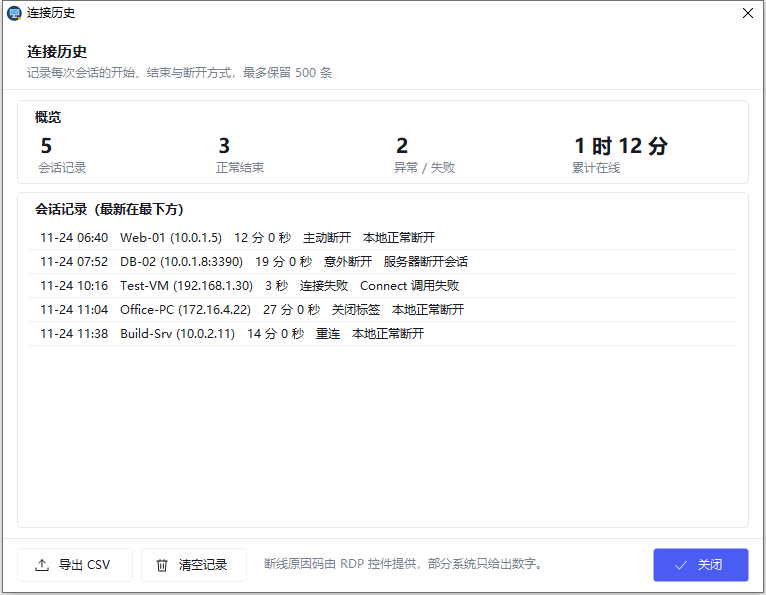 连接历史
连接历史
记录每次会话的开始、结束与断开方式，最多保留 500 条
概览
5 3 2 1 时 12 分
会话记录 正常结束 异常 / 失败 累计在线
会话记录（最新在最下方）
11-24 06:40 Web-01 (10.0.1.5) 12 分 0 秒 主动断开 本地正常断开
11-24 07:52 DB-02 (10.0.1.8:3390) 19 分 0 秒 意外断开 服务器断开会话
11-24 10:16 Test-VM (192.168.1.30) 3 秒 连接失败 Connect 调用失败
11-24 11:04 Office-PC (172.16.4.22) 27 分 0 秒 关闭标签 本地正常断开
11-24 11:38 Build-Srv (10.0.2.11) 14 分 0 秒 重连 本地正常断开
导出 CSV 清空记录 断线原因码由 RDP 控件提供，部分系统只给出数字。 关闭